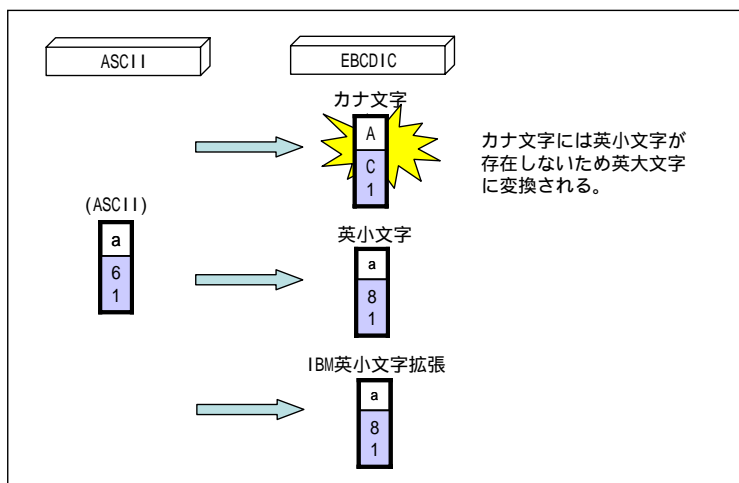 ASCII
EBCDIC
カナ文字
A
C
1
カナ文字には英小文字が
存在しないため英大文字
に変換される。
(ASCII)
a
6
1
英小文字
a
8
1
IBM英小文字拡張
a
8
1